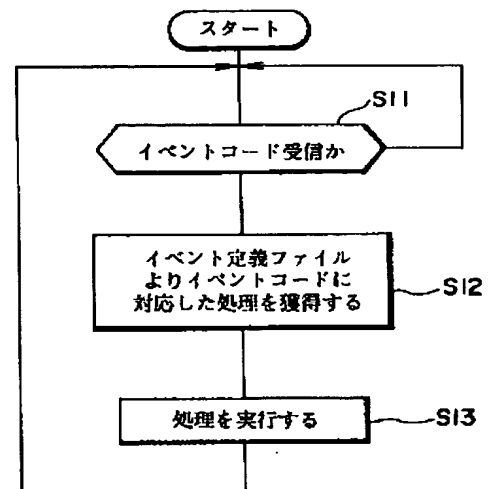 スタート
S11
イベントコード受信か
イベント定義ファイル
よりイベントコードに
対応した処理を獲得する
S12
処理を実行する
S13